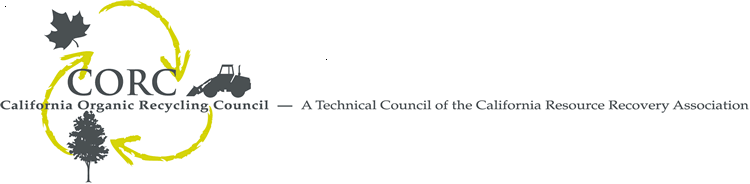 CORC
California Organic Recycling Council — A Technical Council of the California Resource Recovery Association